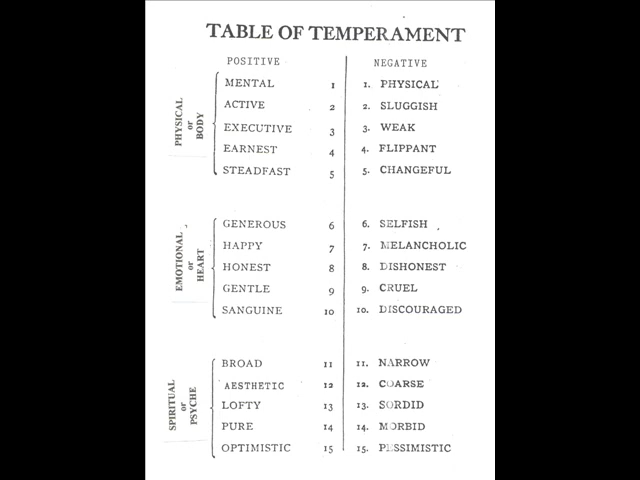 TABLE OF TEMPERAMENT
POSITIVE NEGATIVE
PHYSICAL
or
BODY
MENTAL 1 1. PHYSICAL
ACTIVE 2 2. SLUGGISH
EXECUTIVE 3 3. WEAK
EARNEST 4 4. FLIPPANT
STEADFAST 5 5. CHANGEFUL
EMOTIONAL
or
HEART
GENEROUS 6 6. SELFISH
HAPPY 7 7. MELANCHOLIC
HONEST 8 8. DISHONEST
GENTLE 9 9. CRUEL
SANGUINE 10 10. DISCOURAGED
SPIRITUAL
or
PSYCHE
BROAD 11 11. NARROW
AESTHETIC 12 12. COARSE
LOFTY 13 13. SORDID
PURE 14 14. MORBID
OPTIMISTIC 15 15. PESSIMISTIC